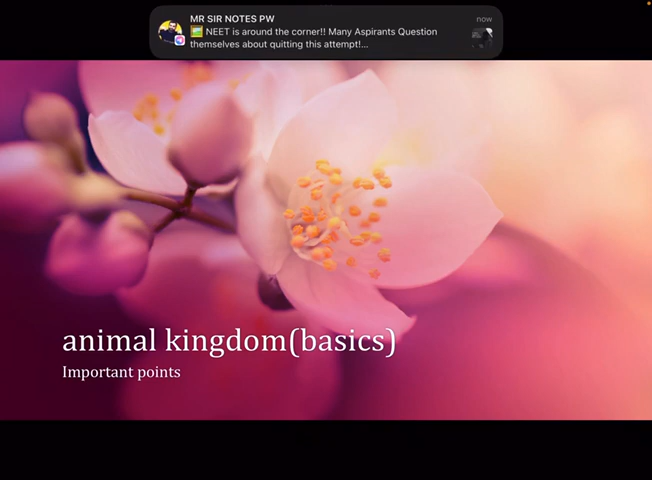 MR SIR NOTES PW
now
🖼️ NEET is around the corner!! Many Aspirants Question
themselves about quitting this attempt!...
animal kingdom(basics)
Important points